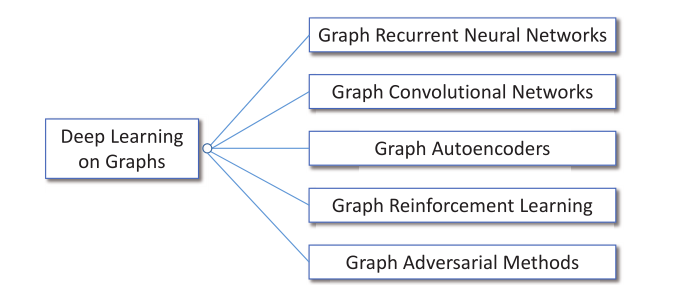 Deep Learning
on Graphs
Graph Recurrent Neural Networks
Graph Convolutional Networks
Graph Autoencoders
Graph Reinforcement Learning
Graph Adversarial Methods